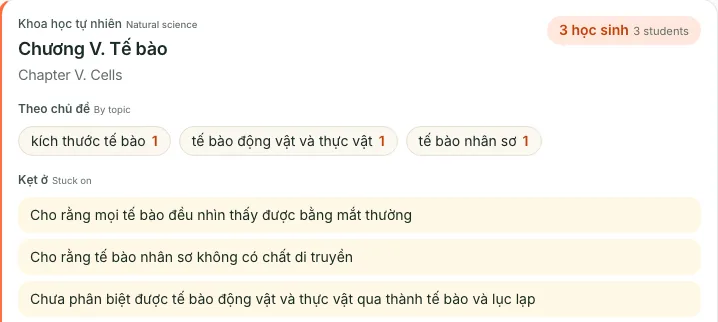 Khoa học tự nhiên Natural science
3 học sinh 3 students
Chương V. Tế bào
Chapter V. Cells
Theo chủ đề By topic
kích thước tế bào 1 tế bào động vật và thực vật 1 tế bào nhân sơ 1
Kẹt ở Stuck on
Cho rằng mọi tế bào đều nhìn thấy được bằng mắt thường
Cho rằng tế bào nhân sơ không có chất di truyền
Chưa phân biệt được tế bào động vật và thực vật qua thành tế bào và lục lạp